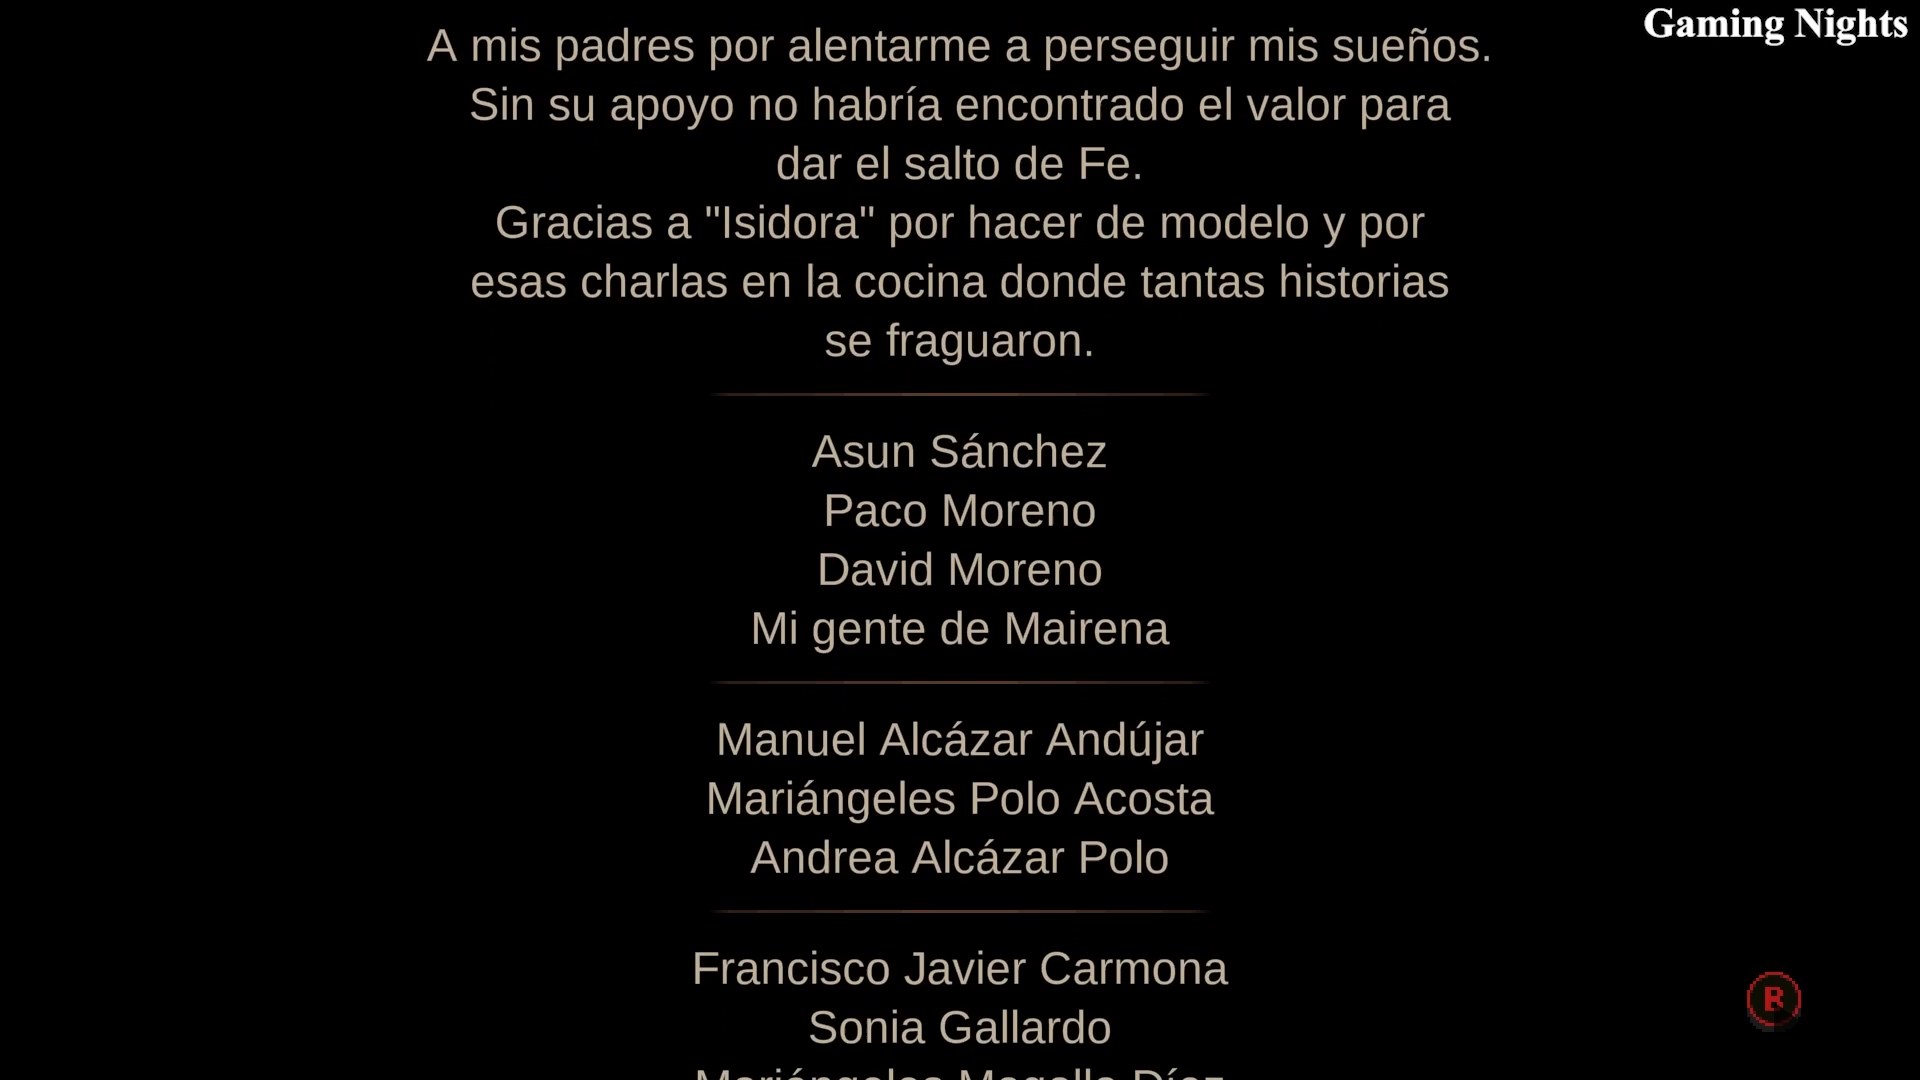 Gaming Nights
A mis padres por alentarme a perseguir mis sueños.
Sin su apoyo no habría encontrado el valor para
dar el salto de Fe.
Gracias a "Isidora" por hacer de modelo y por
esas charlas en la cocina donde tantas historias
se fraguaron.
Asun Sánchez
Paco Moreno
David Moreno
Mi gente de Mairena
Manuel Alcázar Andújar
Mariángeles Polo Acosta
Andrea Alcázar Polo
Francisco Javier Carmona
Sonia Gallardo
B